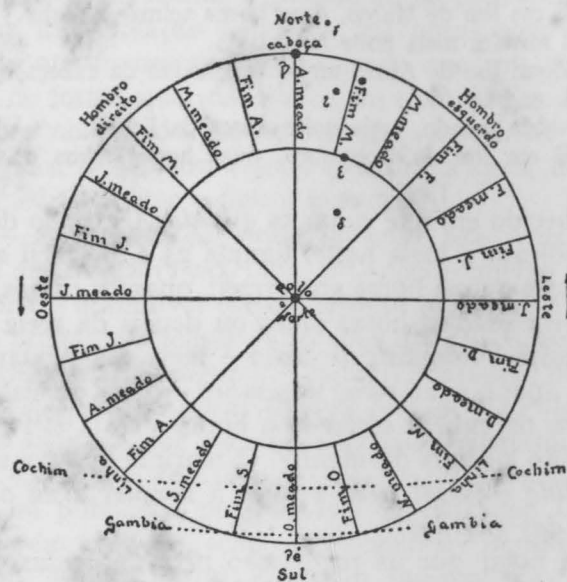 Norte
cabeça
Hombro
direito
Hombro
esquerdo
A. meado
Fim M.
M. meado
Fim F.
F. meado
Fim J.
J. meado
Fim D.
D. meado
Fim N.
N. meado
Fim O
O. meado
Fim S.
S. meado
Fim A.
A. meado
Fim J.
J. meado
Fim J.
J. meado
Fim M.
M. meado
Fim A.
Oeste
Leste
Polo
Norte
Linha
Linha
Cochim
Cochim
Gambia
Gambia
Pé
Sul